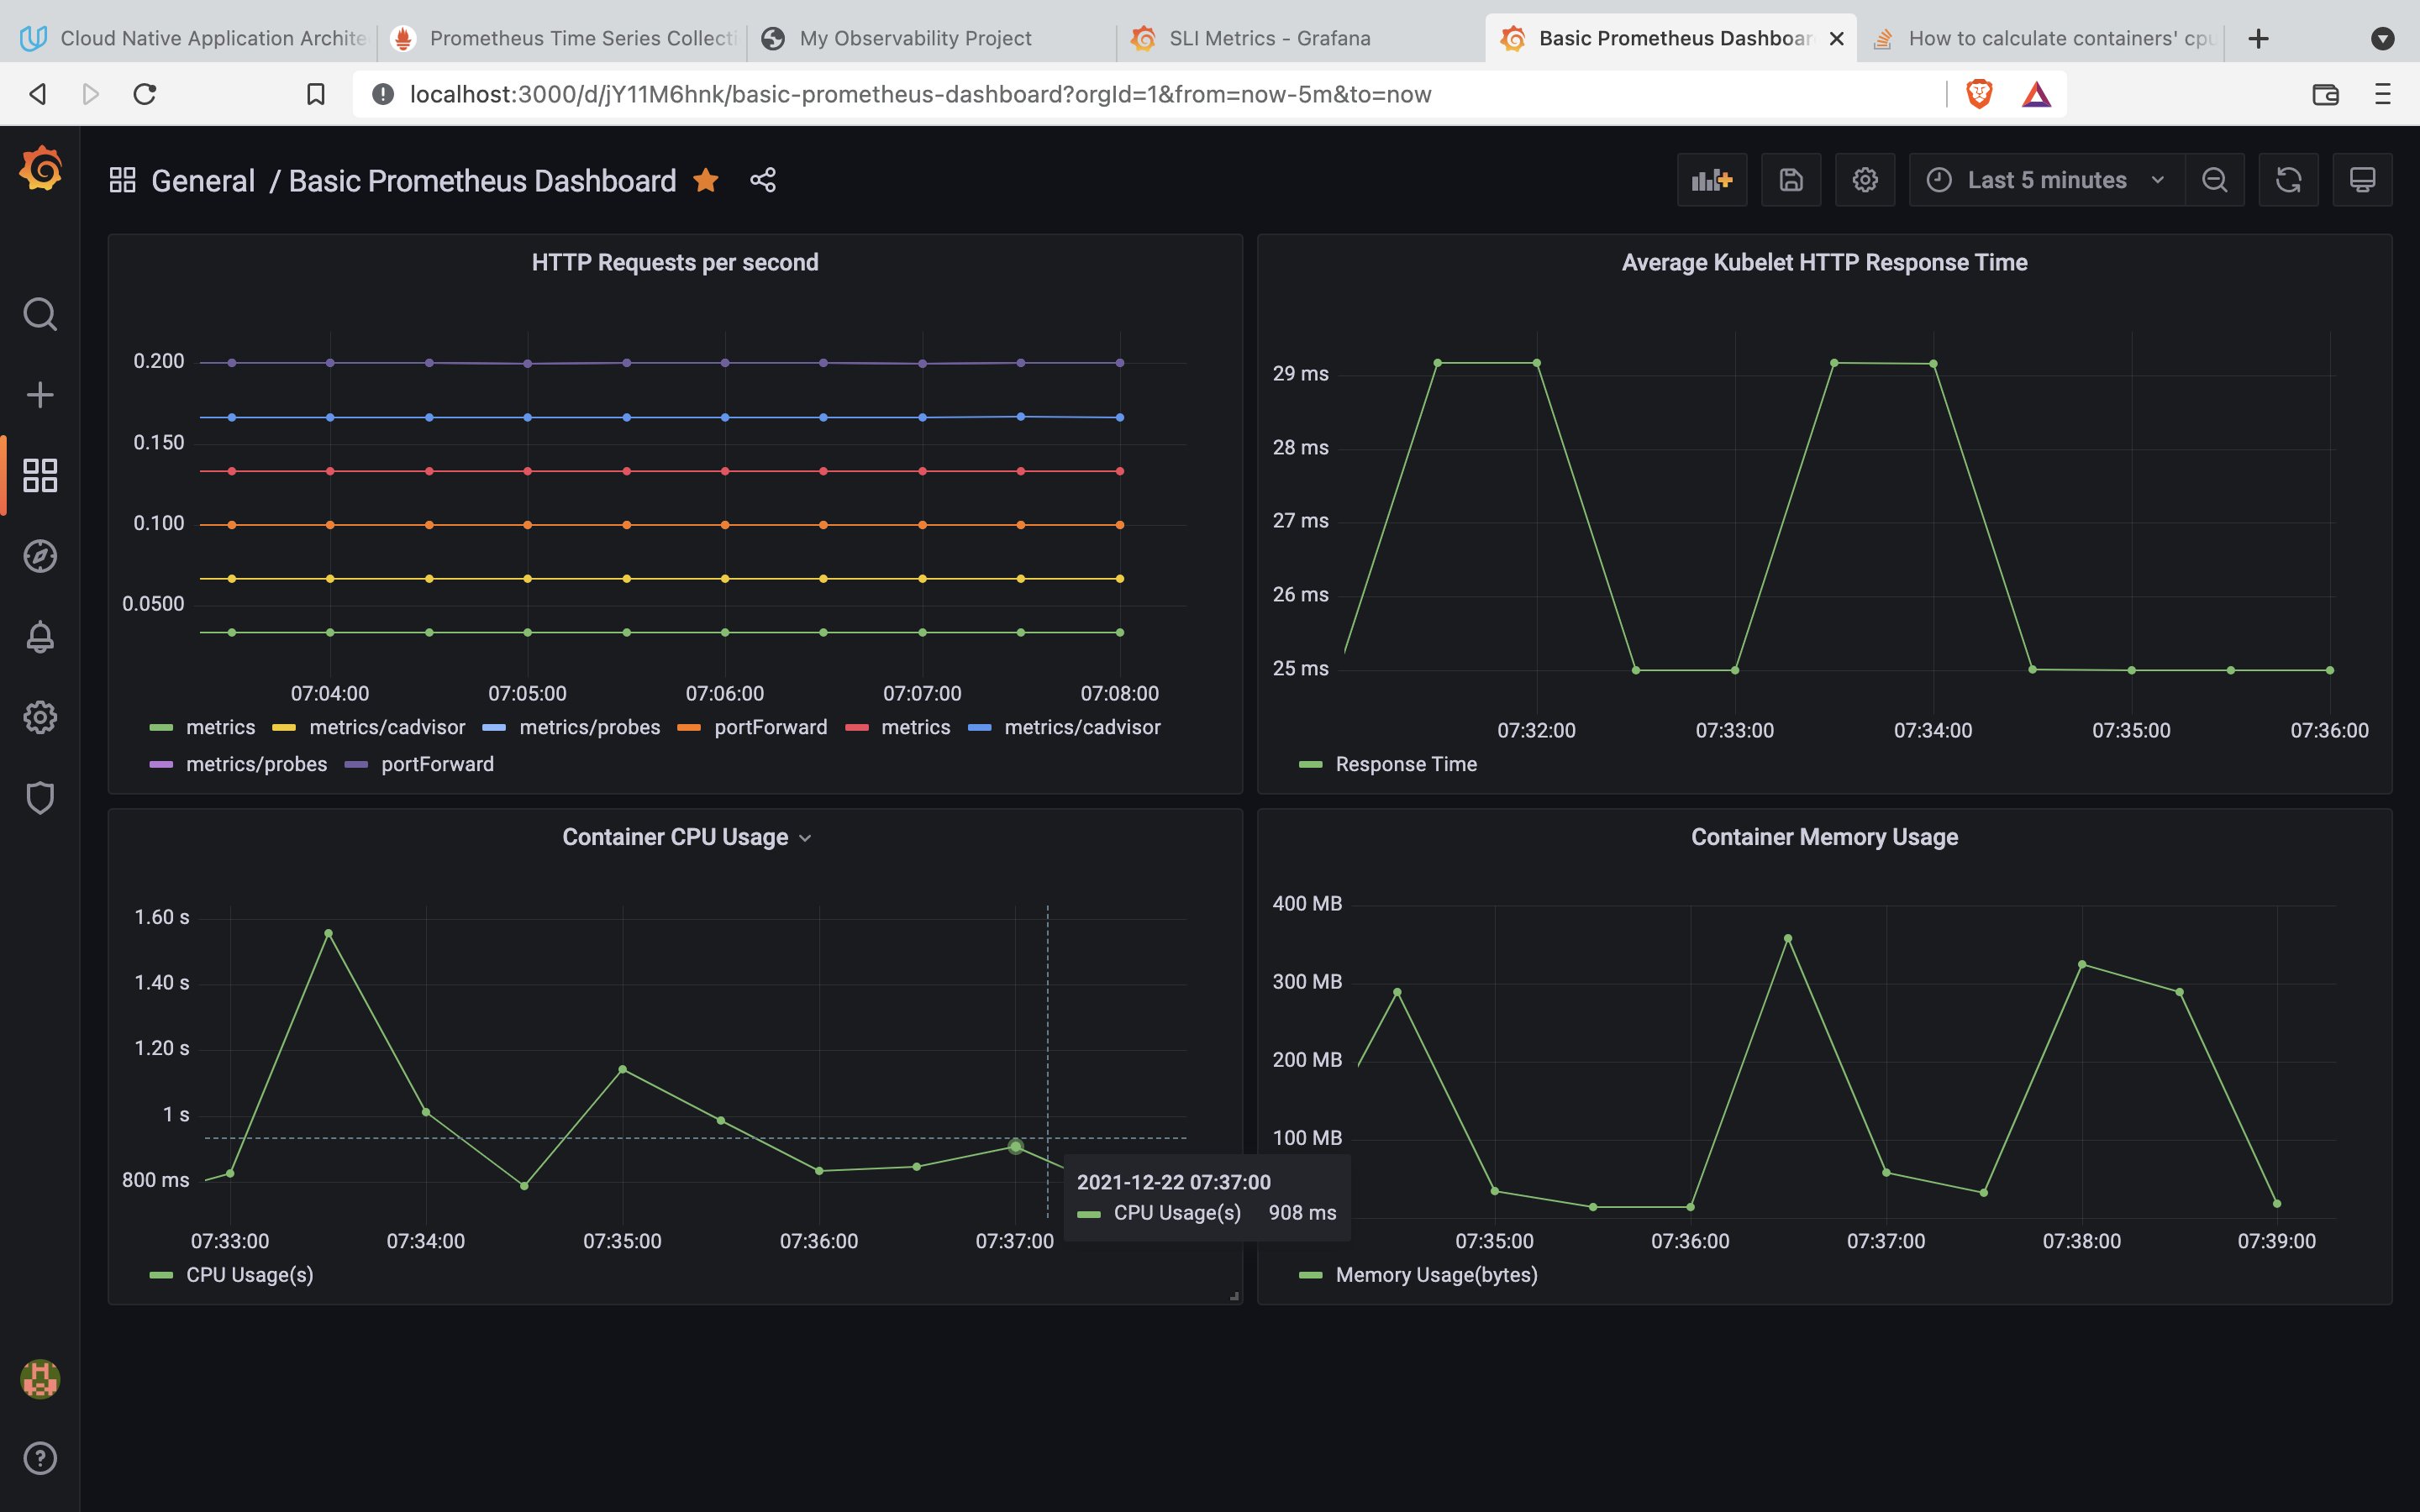 Cloud Native Application Archite
Prometheus Time Series Collecti
My Observability Project
SLI Metrics - Grafana
Basic Prometheus Dashboar
How to calculate containers' cpu
localhost:3000/d/jY11M6hnk/basic-prometheus-dashboard?orgId=1&from=now-5m&to=now
General / Basic Prometheus Dashboard
Last 5 minutes
HTTP Requests per second
0.200
0.150
0.100
0.0500
07:04:00 07:05:00 07:06:00 07:07:00 07:08:00
metrics metrics/cadvisor metrics/probes portForward metrics metrics/cadvisor
metrics/probes portForward
Average Kubelet HTTP Response Time
29 ms
28 ms
27 ms
26 ms
25 ms
07:32:00 07:33:00 07:34:00 07:35:00 07:36:00
Response Time
Container CPU Usage
1.60 s
1.40 s
1.20 s
1 s
800 ms
07:33:00 07:34:00 07:35:00 07:36:00 07:37:00
CPU Usage(s)
2021-12-22 07:37:00
CPU Usage(s) 908 ms
Container Memory Usage
400 MB
300 MB
200 MB
100 MB
07:35:00 07:36:00 07:37:00 07:38:00 07:39:00
Memory Usage(bytes)